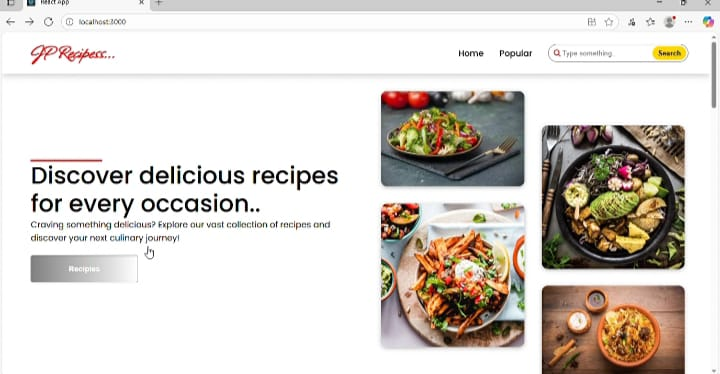 React App
localhost:3000
JP Recipess...
Home Popular Type something Search
Discover delicious recipes
for every occasion..
Craving something delicious? Explore our vast collection of recipes and
discover your next culinary journey!
Recipies